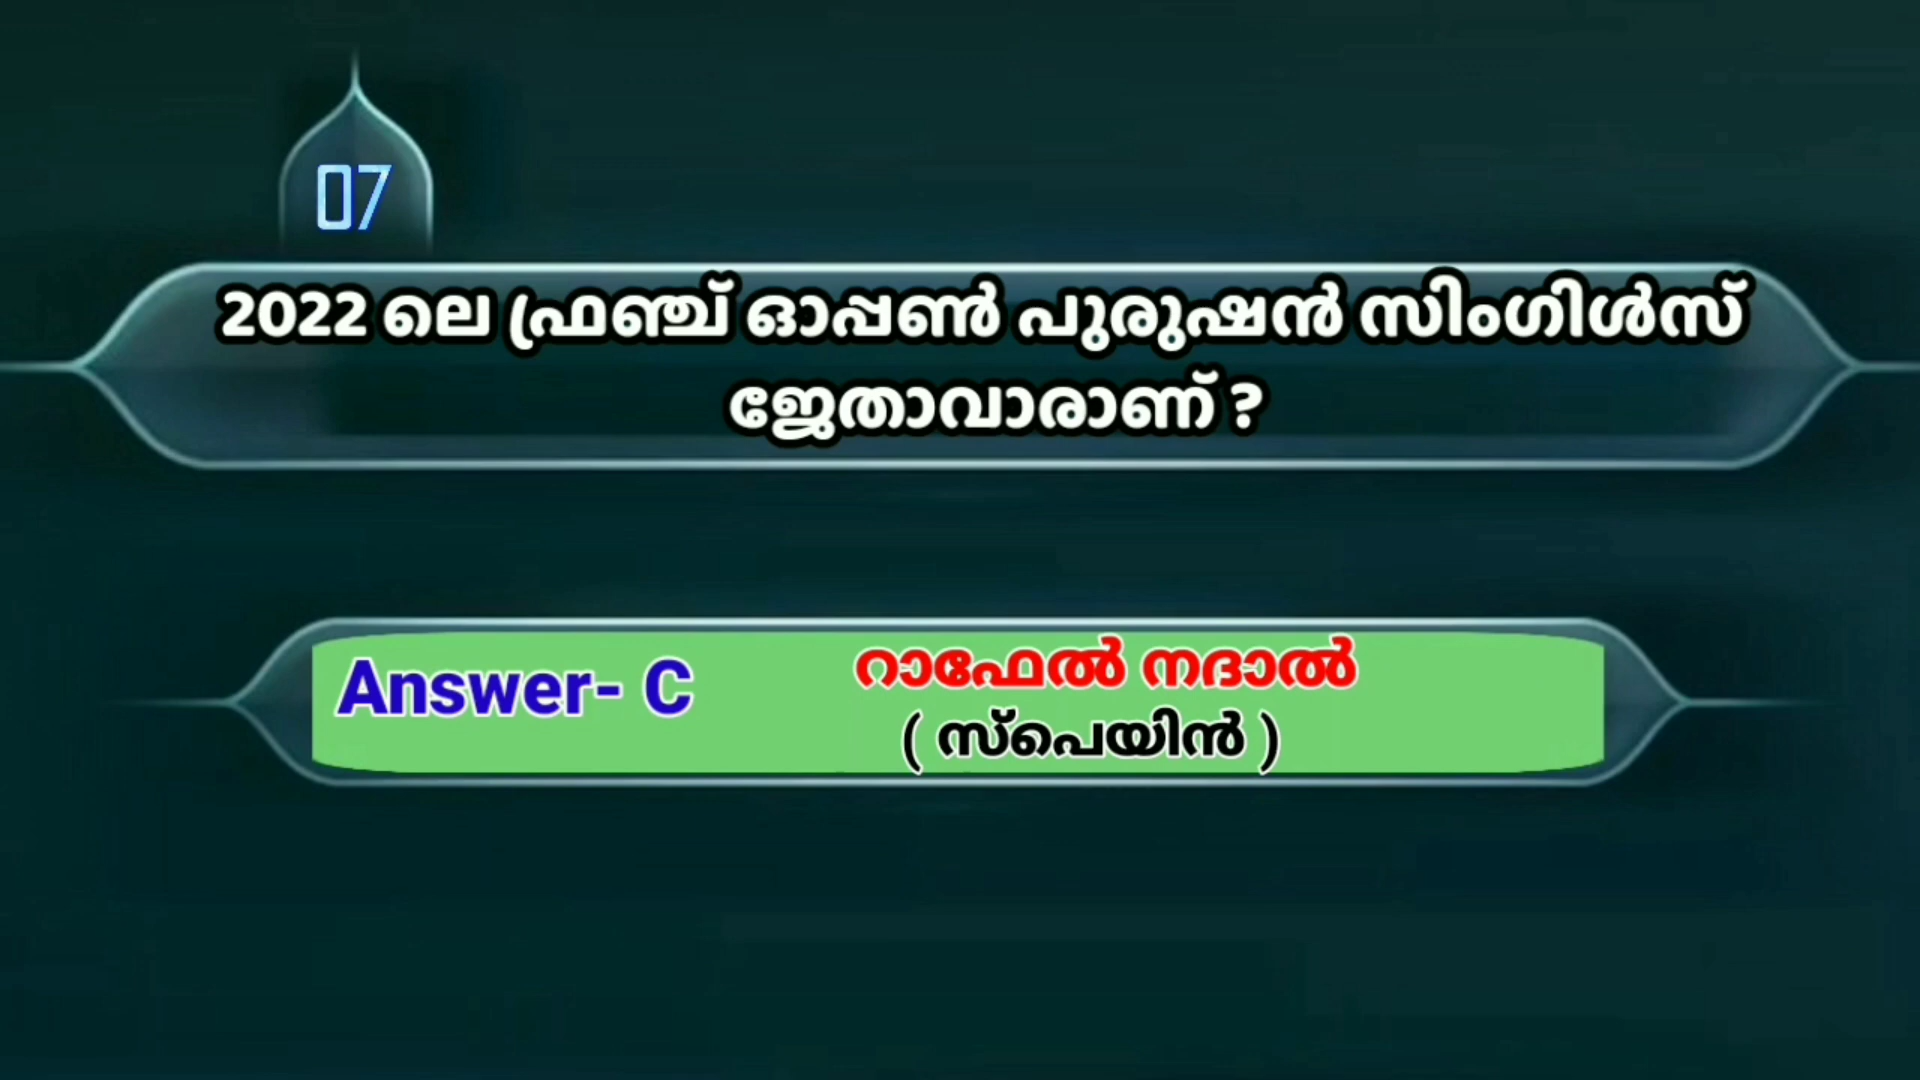 07
2022 ലെ ഫ്രഞ്ച് ഓപ്പൺ പുരുഷൻ സിംഗിൾസ്
ജേതാവാരാണ് ?
Answer- C റാഫേൽ നദാൽ
( സ്പെയിൻ )